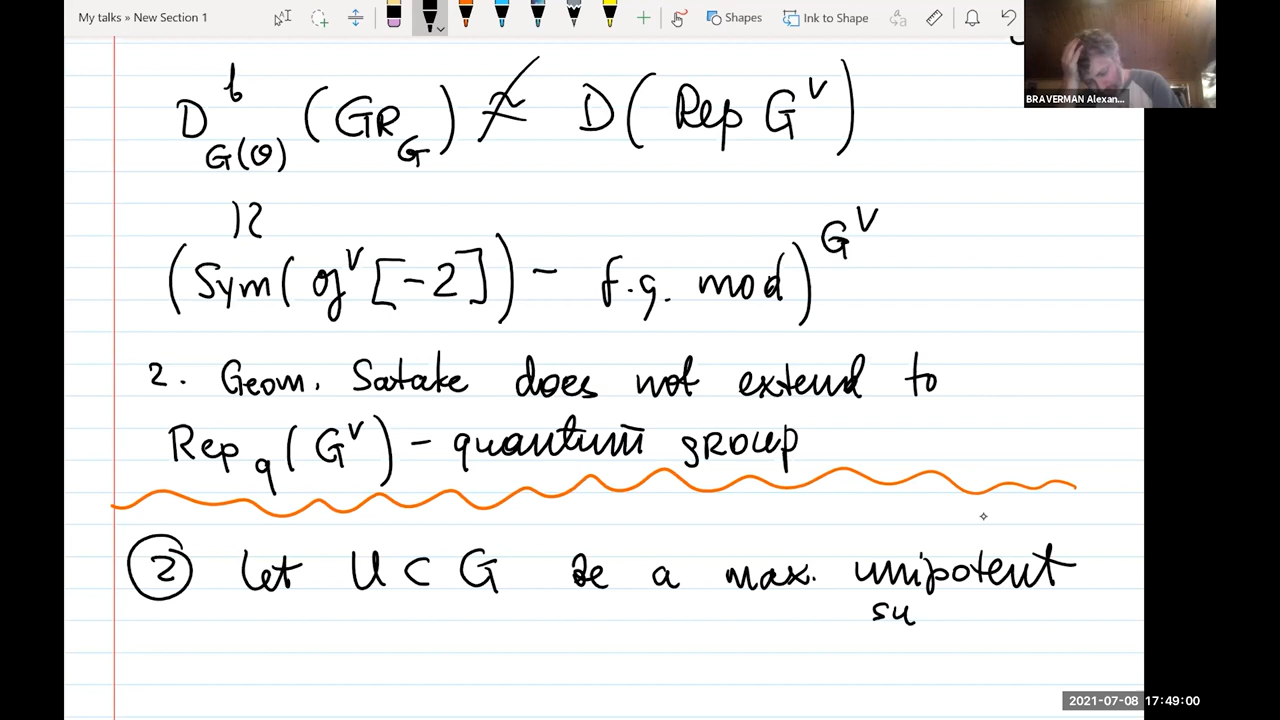 My talks » New Section 1
Shapes
Ink to Shape
BRAVERMAN Alexan...
D^b_{G(O)} (GR_G) ≄ D(Rep G^∨)
≀≀
(Sym(𝔤^∨[-2]) - f.g. mod)^{G^∨}
2. Geom. Satake does not extend to
Rep_q (G^∨) - quantum group
② Let U ⊂ G be a max. unipotent
su
2021-07-08 17:49:00